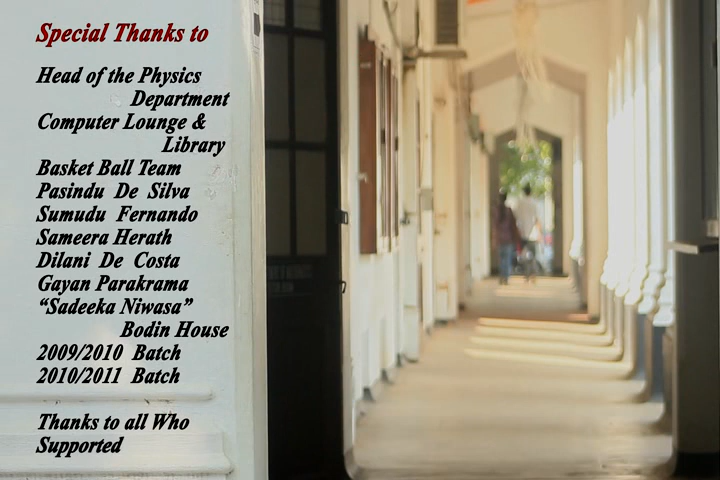 Special Thanks to
Head of the Physics
Department
Computer Lounge &
Library
Basket Ball Team
Pasindu De Silva
Sumudu Fernando
Sameera Herath
Dilani De Costa
Gayan Parakrama
“Sadeeka Niwasa”
Bodin House
2009/2010 Batch
2010/2011 Batch
Thanks to all Who
Supported